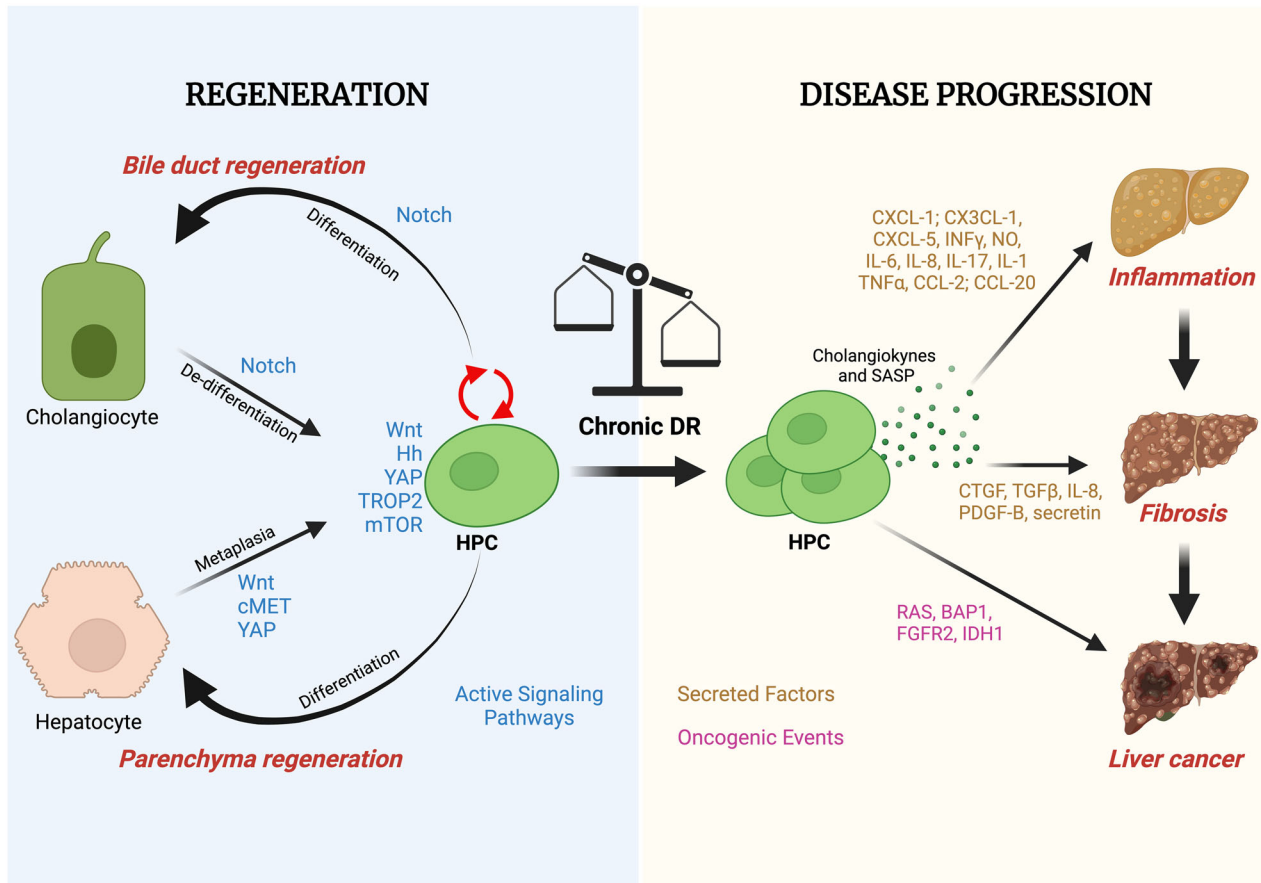 REGENERATION
Bile duct regeneration
Differentiation
Notch
Cholangiocyte
Notch
De-differentiation
Wnt
Hh
YAP
TROP2
mTOR
HPC
Metaplasia
Wnt
cMET
YAP
Hepatocyte
Differentiation
Parenchyma regeneration
Active Signaling
Pathways
Chronic DR
DISEASE PROGRESSION
CXCL-1; CX3CL-1,
CXCL-5, INFγ, NO,
IL-6, IL-8, IL-17, IL-1
TNFα, CCL-2; CCL-20
Inflammation
Cholangiokynes
and SASP
HPC
CTGF, TGFβ, IL-8,
PDGF-B, secretin
Fibrosis
RAS, BAP1,
FGFR2, IDH1
Liver cancer
Secreted Factors
Oncogenic Events